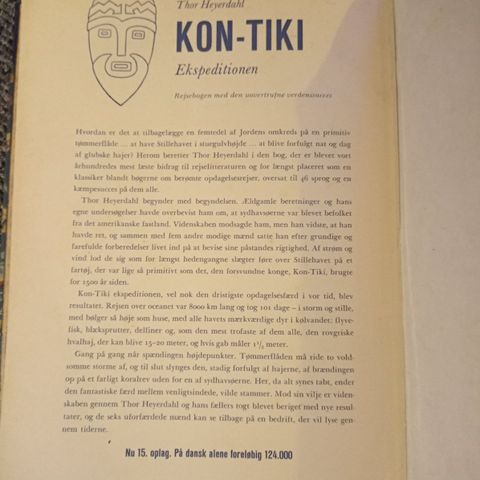 Thor Heyerdahl
KON-TIKI
Ekspeditionen
Rejsebogen med den uovertrufne verdenssucces
Hvordan er det at tilbagelægge en femtedel af Jordens omkreds på en primitiv
tømmerflåde ... at have Stillehavet i stuegulvhøjde ... at blive forfulgt nat og dag
af glubske hajer? Herom beretter Thor Heyerdahl i den bog, der er blevet vort
århundredes mest læste bidrag til rejselitteraturen og for længst placeret som en
klassiker blandt bøgerne om berømte opdagelsesrejser, oversat til 46 sprog og en
kæmpesucces på dem alle.
Thor Heyerdahl begynder med begyndelsen. Ældgamle beretninger og hans
egne undersøgelser havde overbevist ham om, at sydhavsøerne var blevet befolket
fra det amerikanske fastland. Videnskaben modsagde ham, men han vidste, at han
havde ret, og sammen med fem andre modige mænd satte han efter grundige og
farefulde forberedelser livet ind på at bevise sine påstandes rigtighed. Af strøm og
vind lod de sig som for længst hedengangne slægter føre over Stillehavet på et
fartøj, der var lige så primitivt som det, den forsvundne konge, Kon-Tiki, brugte
for 1500 år siden.
Kon-Tiki ekspeditionen, vel nok den dristigste opdagelsesfærd i vor tid, blev
resultatet. Rejsen over oceanet var 8000 km lang og tog 101 dage – i storm og stille,
med bølger så høje som huse, med alle havets mærkværdige dyr i kølvandet: flyve-
fisk, blæksprutter, delfiner og, som den mest trofaste af dem alle, den rovgriske
hvalhaj, der kan blive 15-20 meter, og hvis gab måler 1½ meter.
Gang på gang når spændingen højdepunkter. Tømmerflåden må ride to vold-
somme storme af, og til slut slynges den, stadig forfulgt af hajerne, af brændingen
op på et farligt koralrev uden for en af sydhavsøerne. Her, da alt synes tabt, ender
den fantastiske færd mellem venligtsindede, vilde stammer. Mod sin vilje er viden-
skaben gennem Thor Heyerdahl og hans fællers togt blevet beriget med nye resul-
tater, og de seks uforfærdede mænd kan se tilbage på en bedrift, der vil lyse gen-
nem tiderne.
Nu 15. oplag. På dansk alene foreløbig 124.000